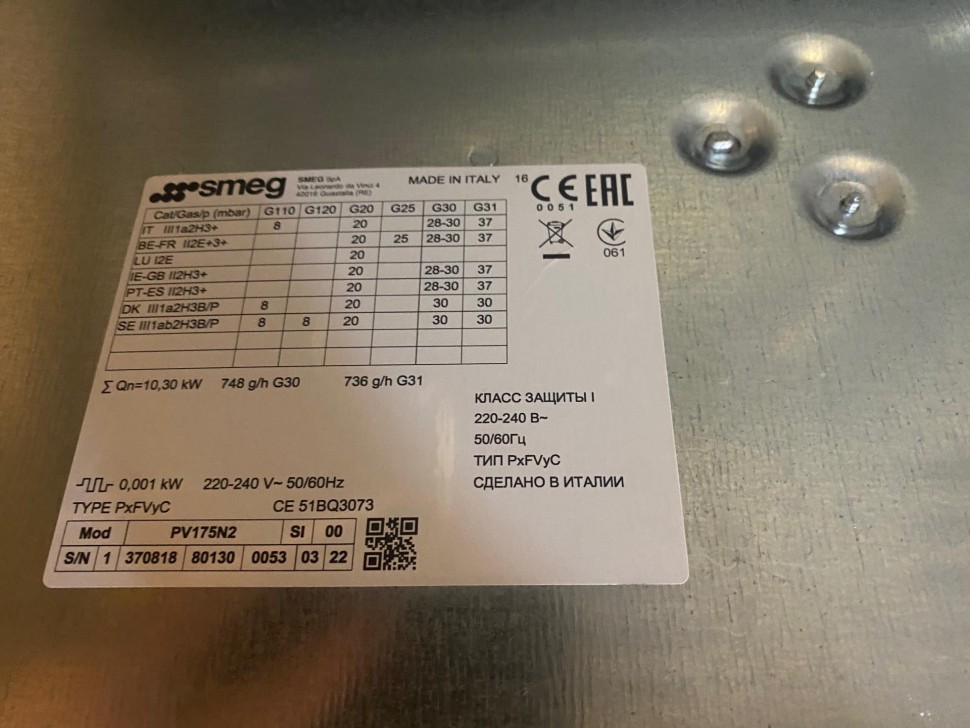 smeg SMEG SpA MADE IN ITALY 16 CE EAC
Via Leonardo da Vinci 4
42016 Guastalla (RE)
0051
061
Cat/Gas/p (mbar) G110 G120 G20 G25 G30 G31
IT III1a2H3+ 8 20 28-30 37
BE-FR II2E+3+ 20 25 28-30 37
LU I2E 20
IE-GB II2H3+ 20 28-30 37
PT-ES II2H3+ 20 28-30 37
DK III1a2H3B/P 8 20 30 30
SE III1ab2H3B/P 8 8 20 30 30
∑ Qn=10,30 kW 748 g/h G30 736 g/h G31
КЛАСС ЗАЩИТЫ I
220-240 В~
50/60Гц
ТИП PxFVyC
СДЕЛАНО В ИТАЛИИ
0,001 kW 220-240 V~ 50/60Hz
TYPE PxFVyC CE 51BQ3073
Mod PV175N2 SI 00
S/N 1 370818 80130 0053 03 22